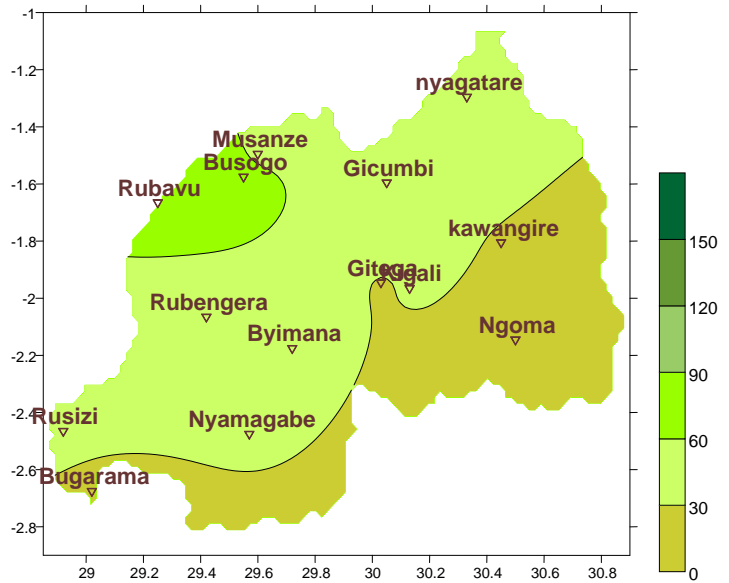 -1
-1.2
-1.4
-1.6
-1.8
-2
-2.2
-2.4
-2.6
-2.8
nyagatare
Musanze
Busogo
Gicumbi
Rubavu
kawangire
Gitega
Kigali
Rubengera
Ngoma
Byimana
Rusizi
Nyamagabe
Bugarama
150
120
90
60
30
0
29 29.2 29.4 29.6 29.8 30 30.2 30.4 30.6 30.8